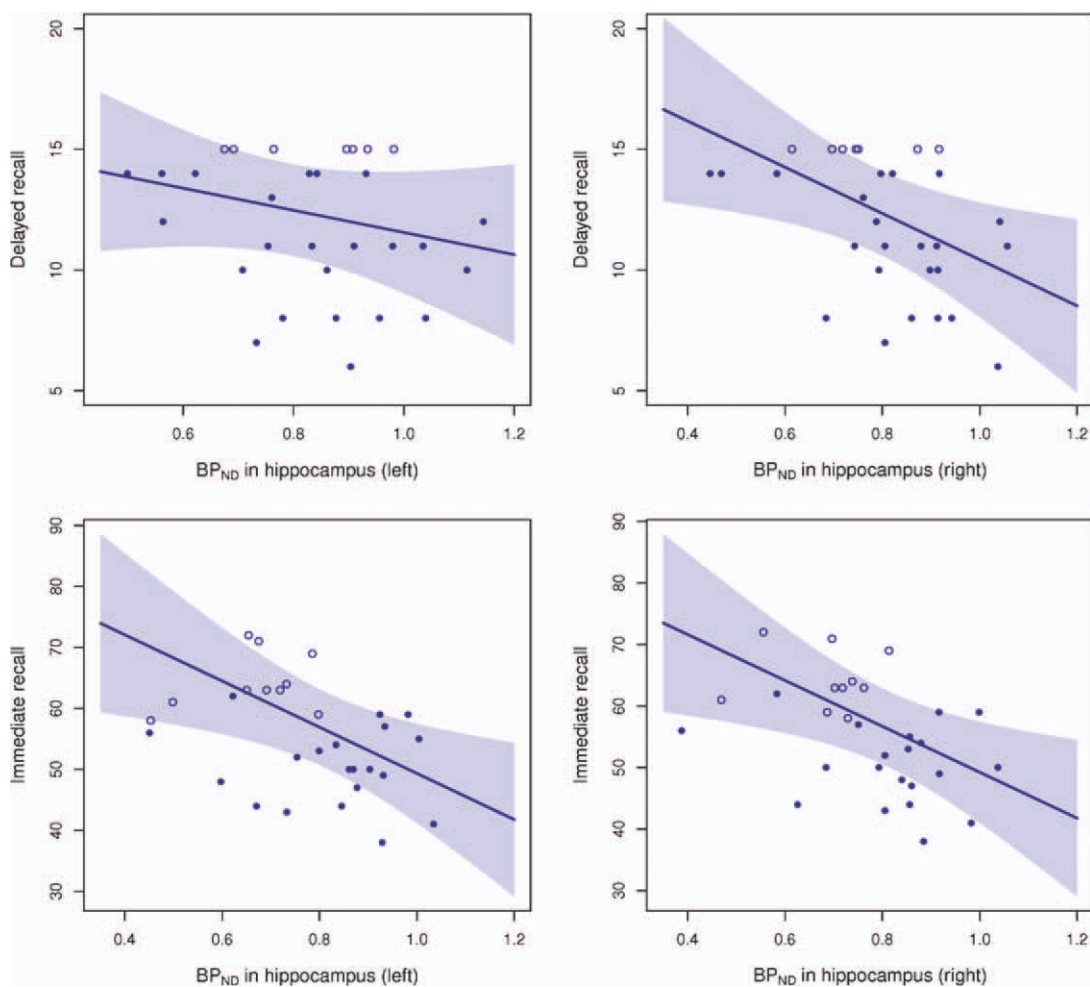 Delayed recall
20
15
10
5
0.6 0.8 1.0 1.2
BP_ND in hippocampus (left)
Delayed recall
20
15
10
5
0.4 0.6 0.8 1.0 1.2
BP_ND in hippocampus (right)
Immediate recall
90
80
70
60
50
40
30
0.4 0.6 0.8 1.0 1.2
BP_ND in hippocampus (left)
Immediate recall
90
80
70
60
50
40
30
0.4 0.6 0.8 1.0 1.2
BP_ND in hippocampus (right)